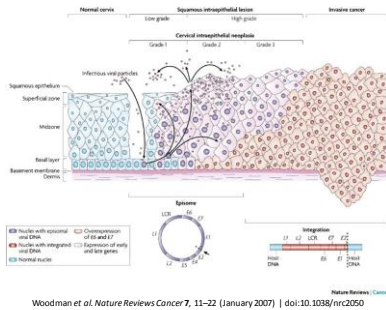 Normal cervix
Squamous intraepithelial lesion
Invasive cancer
Low grade
High grade
Cervical intraepithelial neoplasia
Grade 1
Grade 2
Grade 3
Infectious viral particles
Squamous epithelium
Superficial zone
Midzone
Basal layer
Basement membrane
Dermis
Nuclei with episomal viral DNA
Overexpression of E6 and E7
Nuclei with integrated viral DNA
Expression of early and late genes
Normal nuclei
Episome
LCR
E6
E7
E1
E2
E5
L2
L1
Integration
L1
L2
LCR
E7
E6
E1
Host DNA
Host DNA
Nature Reviews | Cancer
Woodman et al. Nature Reviews Cancer 7, 11–22 (January 2007) | doi:10.1038/nrc2050